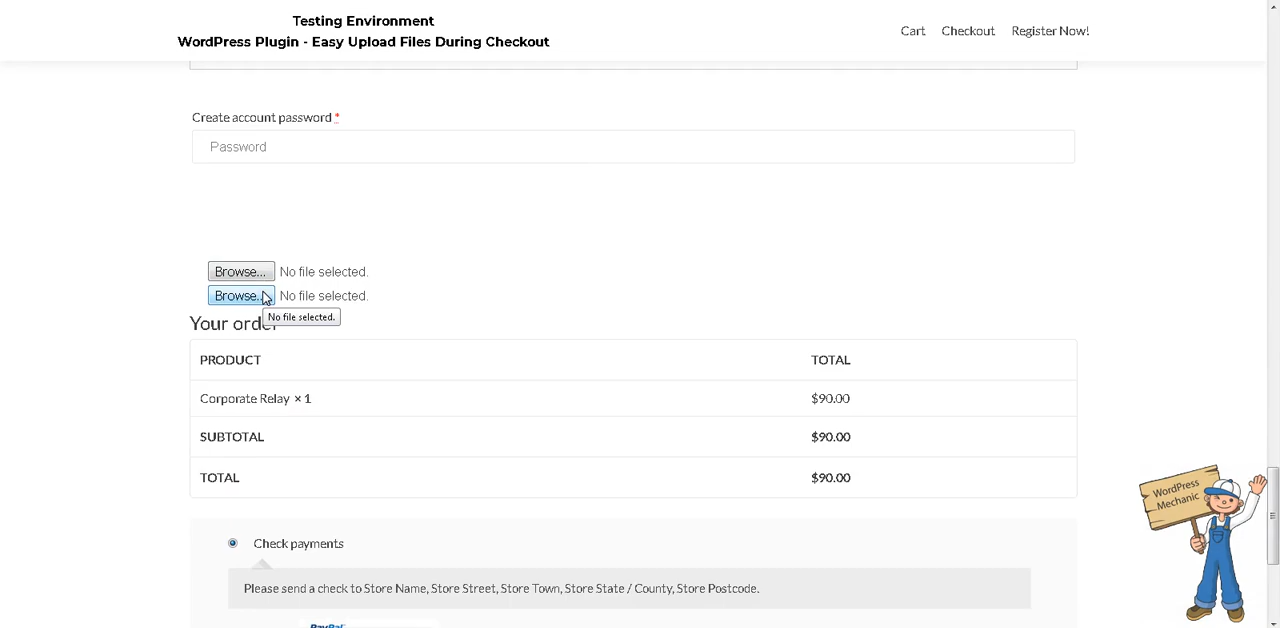 Testing Environment
WordPress Plugin - Easy Upload Files During Checkout
Cart Checkout Register Now!
Create account password *
Password
Browse... No file selected.
Browse... No file selected.
No file selected.
Your order
PRODUCT TOTAL
Corporate Relay × 1 $90.00
SUBTOTAL $90.00
TOTAL $90.00
WordPress
Mechanic
Check payments
Please send a check to Store Name, Store Street, Store Town, Store State / County, Store Postcode.
PayPal